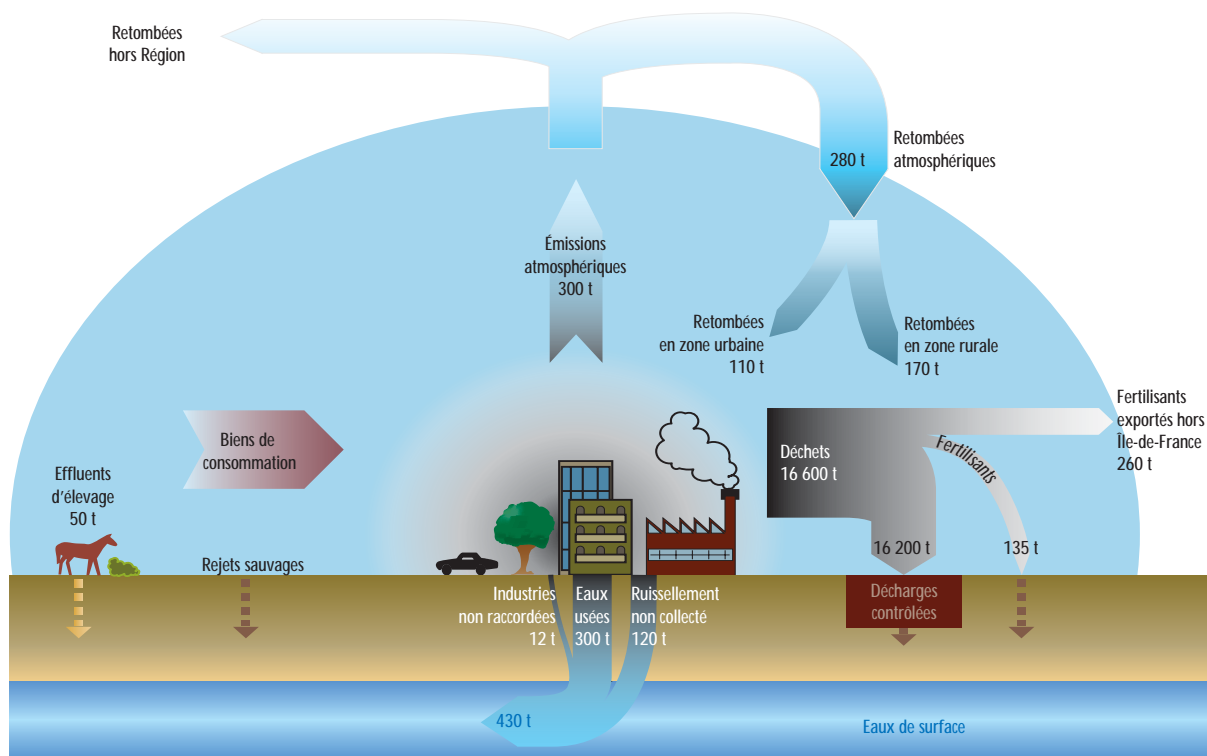 Retombées
hors Région
Retombées
atmosphériques
280 t
Émissions
atmosphériques
300 t
Retombées
en zone urbaine
110 t
Retombées
en zone rurale
170 t
Biens de
consommation
Effluents
d'élevage
50 t
Rejets sauvages
Déchets
16 600 t
Fertilisants
exportés hors
Île-de-France
260 t
Fertilisants
16 200 t
135 t
Décharges
contrôlées
Industries
non raccordées
12 t
Eaux
usées
300 t
Ruissellement
non collecté
120 t
430 t
Eaux de surface